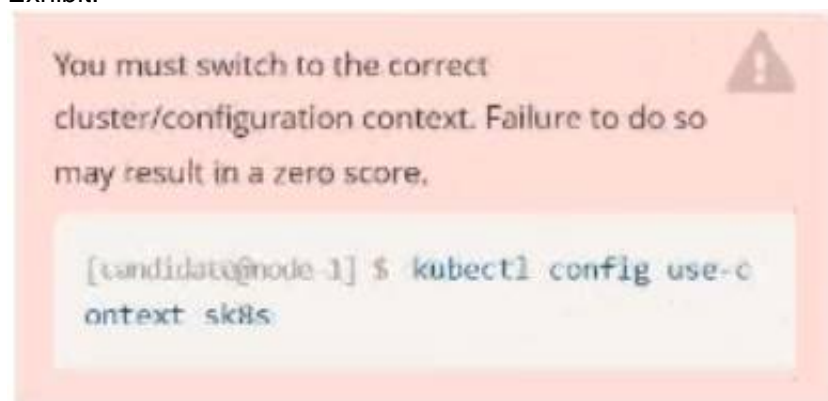 You must switch to the correct
cluster/configuration context. Failure to do so
may result in a zero score.
[candidate@node-1] $ kubectl config use-c
ontext sk8s